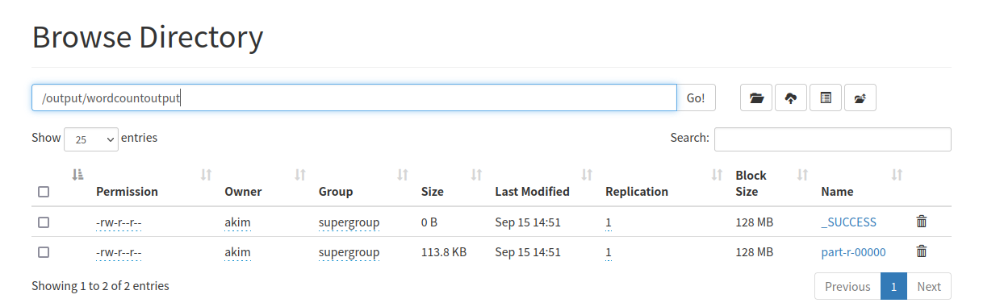 Browse Directory
/output/wordcountoutput Go!
Show 25 entries Search:
Permission Owner Group Size Last Modified Replication Block Size Name
-rw-r--r-- akim supergroup 0 B Sep 15 14:51 1 128 MB _SUCCESS
-rw-r--r-- akim supergroup 113.8 KB Sep 15 14:51 1 128 MB part-r-00000
Showing 1 to 2 of 2 entries Previous 1 Next